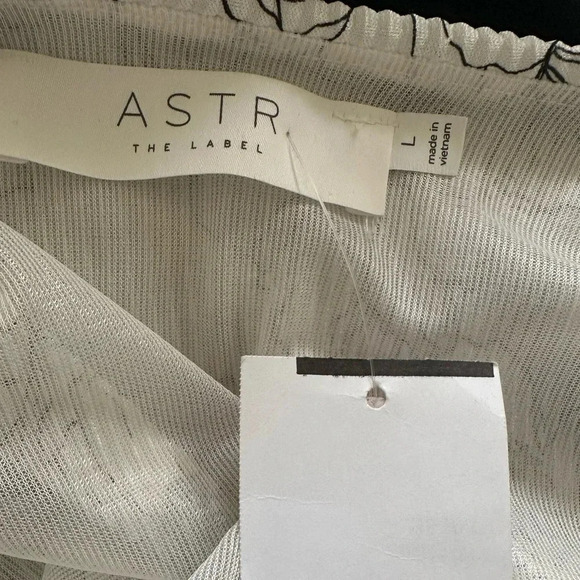 ASTR
THE LABEL
L
made in
vietnam